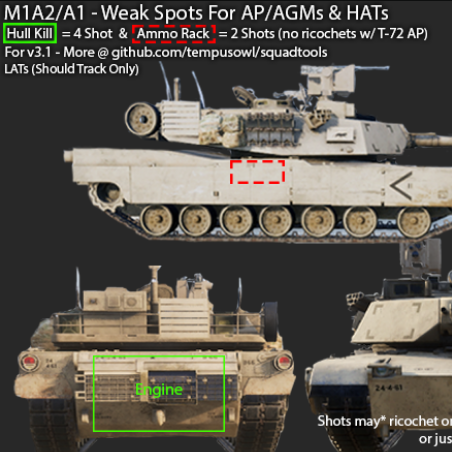 M1A2/A1 - Weak Spots For AP/AGMs & HATs
Hull Kill = 4 Shot & Ammo Rack = 2 Shots (no ricochets w/ T-72 AP)
For v3.1 - More @ github.com/tempusowl/squadtools
LATs (Should Track Only)
Engine
24-4-61
Shots may* ricochet or
or jus